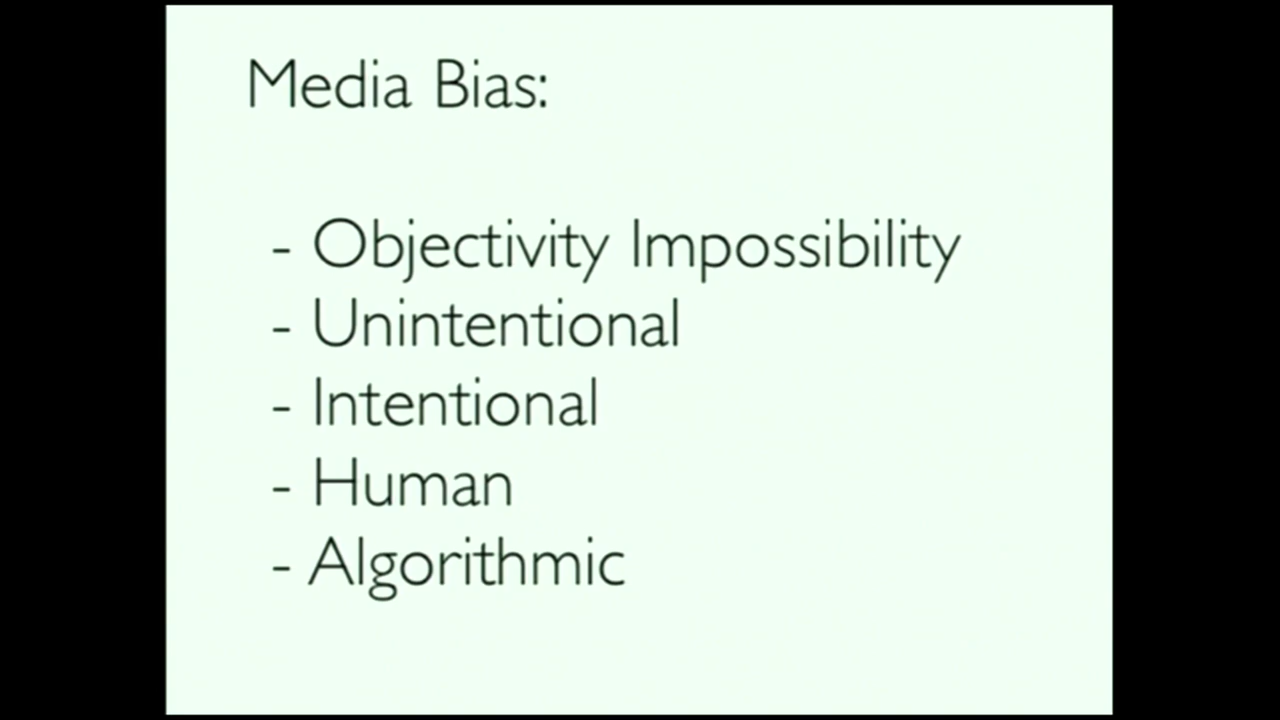 Media Bias:
- Objectivity Impossibility
- Unintentional
- Intentional
- Human
- Algorithmic